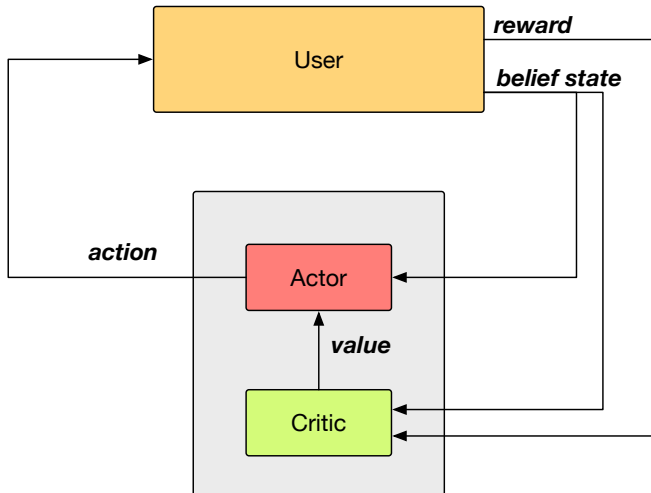 reward
User
belief state
action
Actor
value
Critic